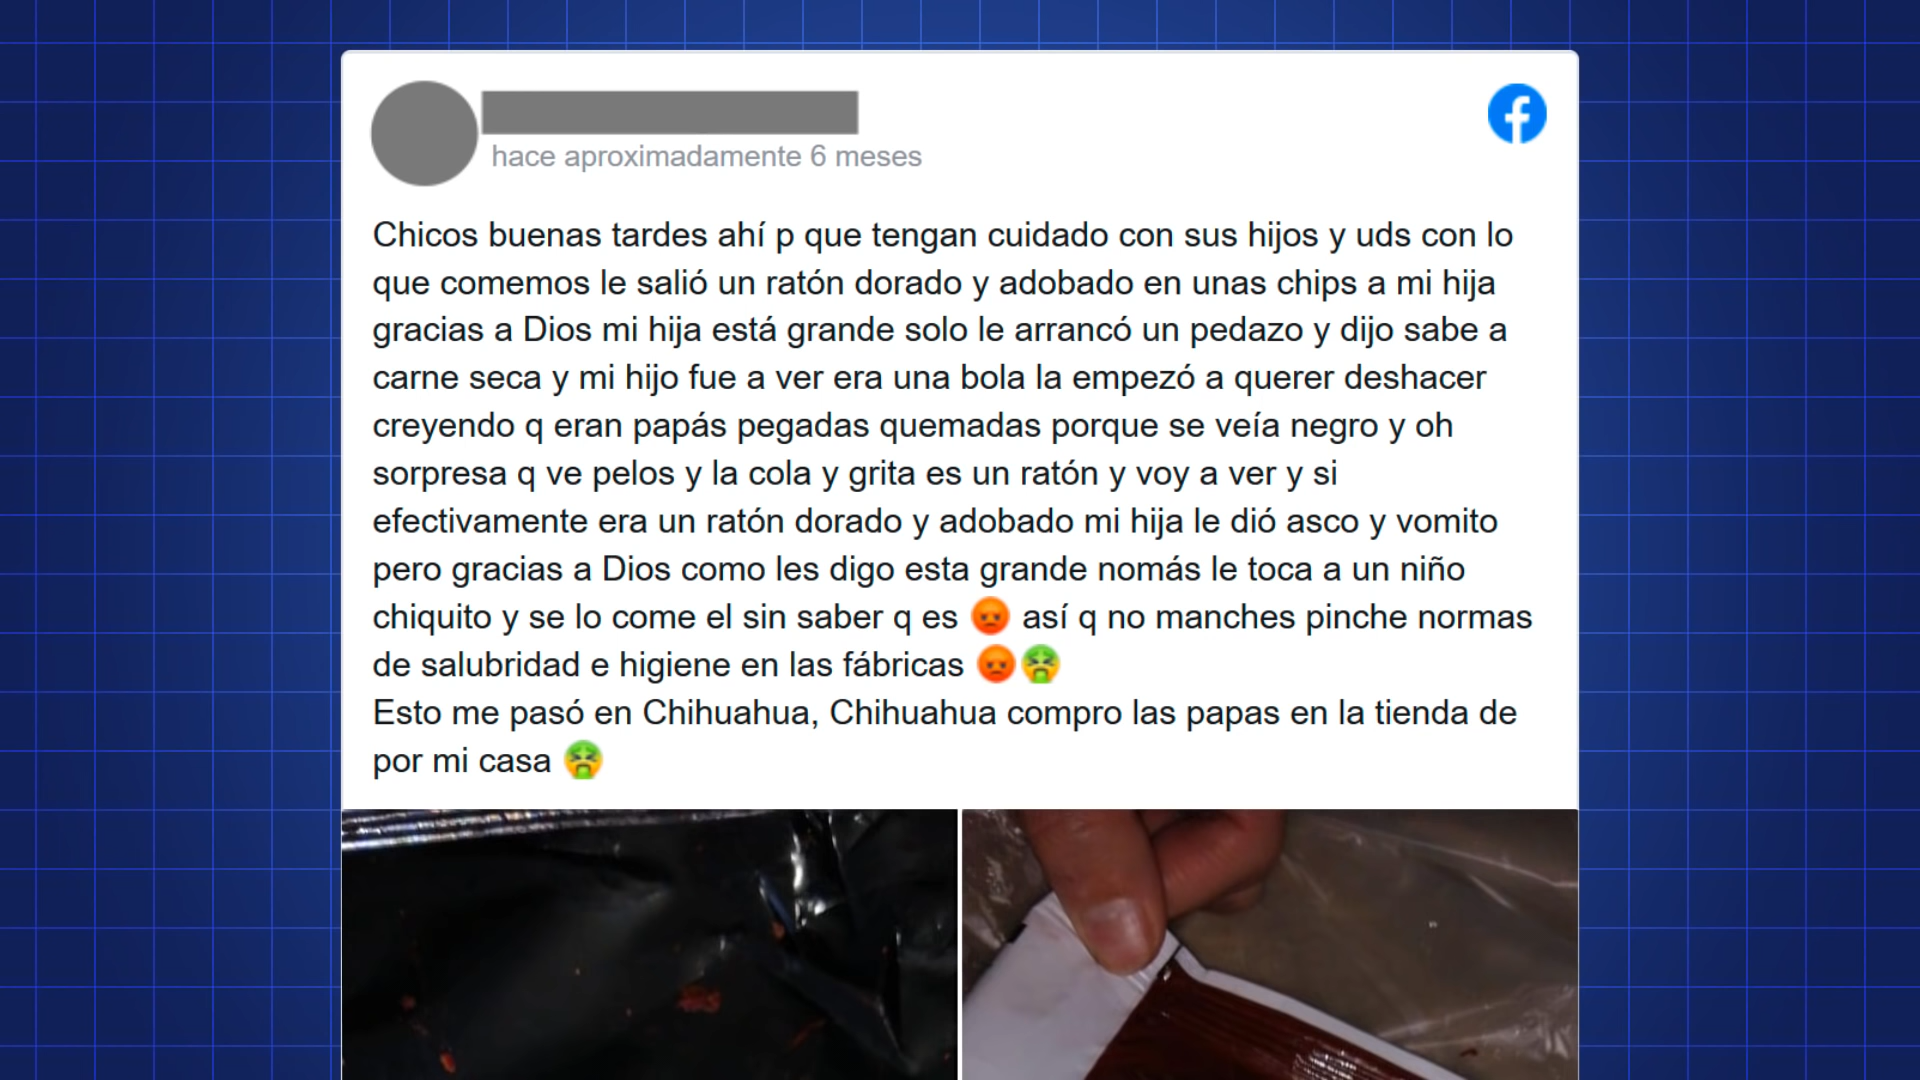 hace aproximadamente 6 meses
Chicos buenas tardes ahí p que tengan cuidado con sus hijos y uds con lo
que comemos le salió un ratón dorado y adobado en unas chips a mi hija
gracias a Dios mi hija está grande solo le arrancó un pedazo y dijo sabe a
carne seca y mi hijo fue a ver era una bola la empezó a querer deshacer
creyendo q eran papás pegadas quemadas porque se veía negro y oh
sorpresa q ve pelos y la cola y grita es un ratón y voy a ver y si
efectivamente era un ratón dorado y adobado mi hija le dió asco y vomito
pero gracias a Dios como les digo esta grande nomás le toca a un niño
chiquito y se lo come el sin saber q es 😡 así q no manches pinche normas
de salubridad e higiene en las fábricas 😡🤮
Esto me pasó en Chihuahua, Chihuahua compro las papas en la tienda de
por mi casa 🤮